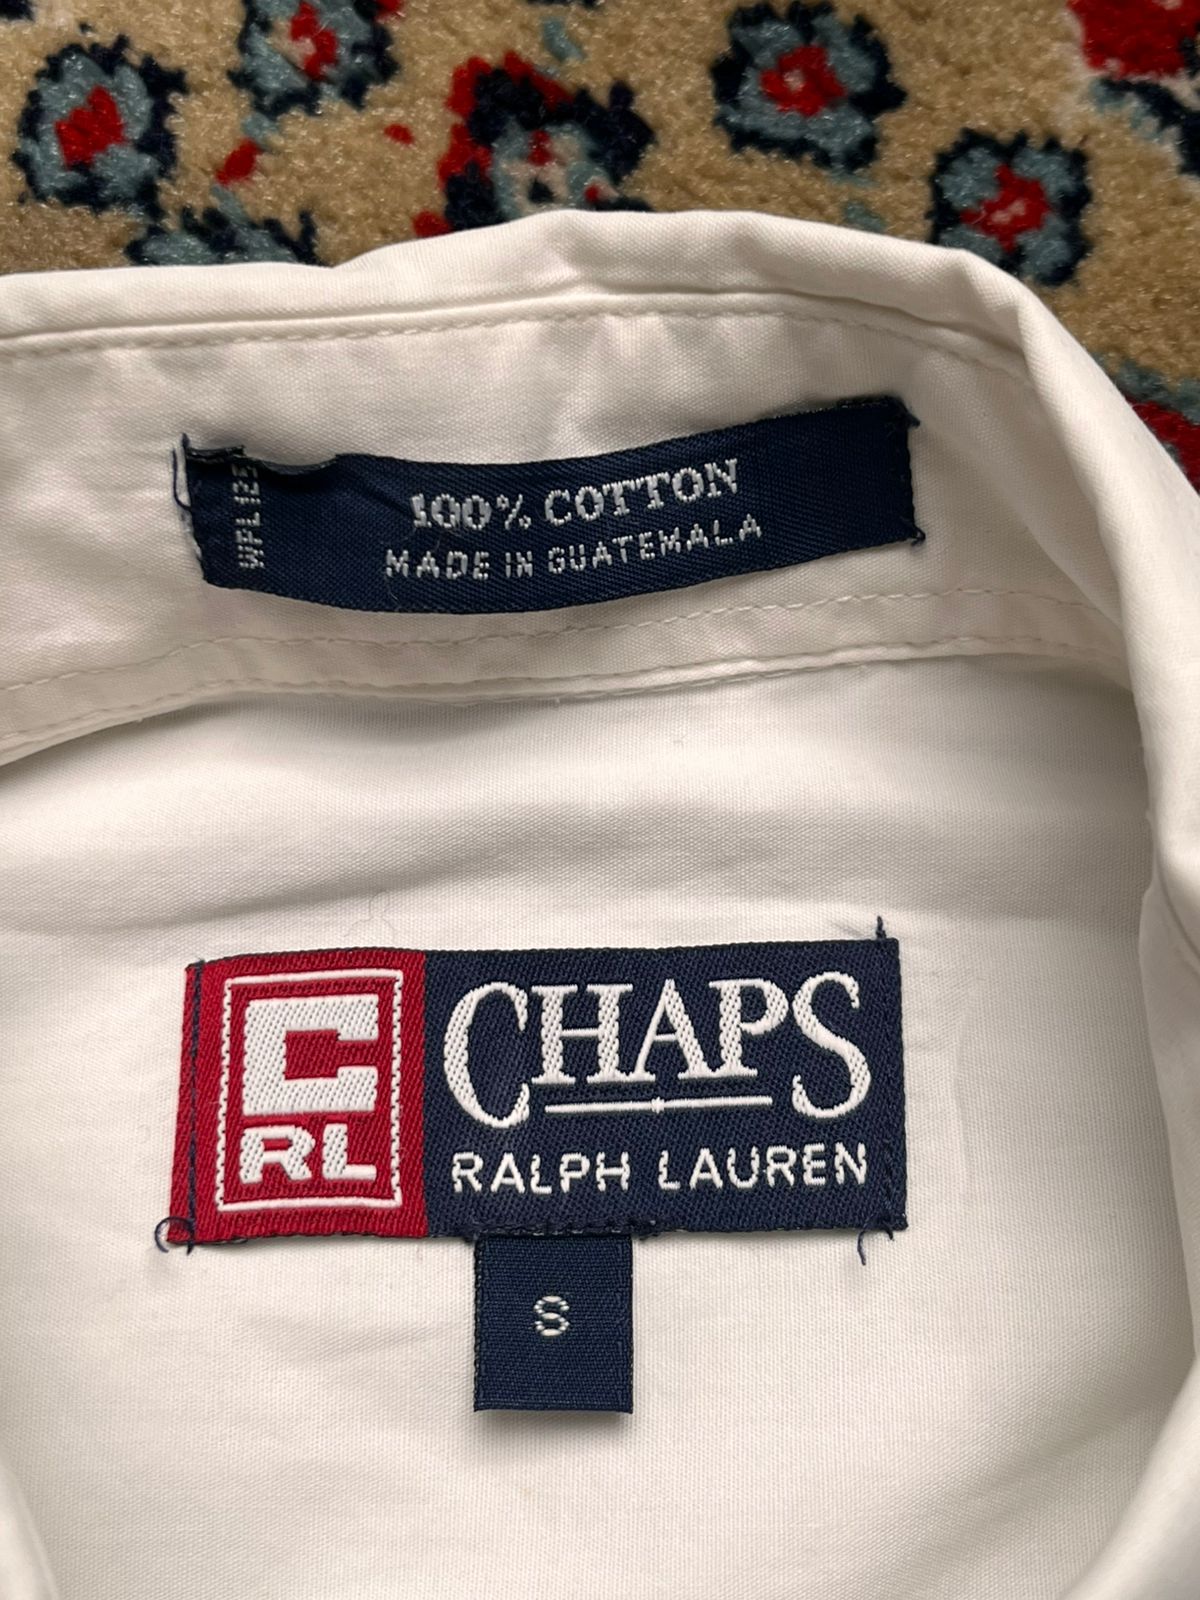 100% COTTON
MADE IN GUATEMALA
C
RL
CHAPS
RALPH LAUREN
S